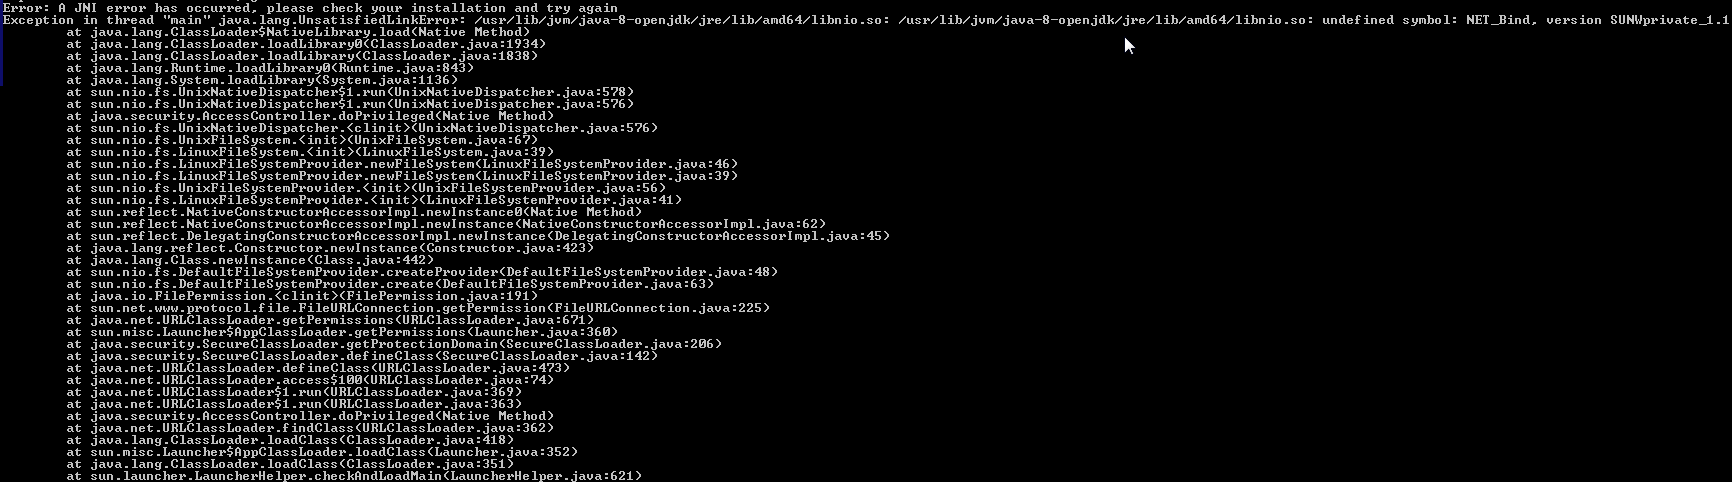 Error: A JNI error has occurred, please check your installation and try again
Exception in thread "main" java.lang.UnsatisfiedLinkError: /usr/lib/jvm/java-8-openjdk/jre/lib/amd64/libnio.so: /usr/lib/jvm/java-8-openjdk/jre/lib/amd64/libnio.so: undefined symbol: NET_Bind, version SUNWprivate_1.1
at java.lang.ClassLoader$NativeLibrary.load(Native Method)
at java.lang.ClassLoader.loadLibrary0(ClassLoader.java:1934)
at java.lang.ClassLoader.loadLibrary(ClassLoader.java:1838)
at java.lang.Runtime.loadLibrary0(Runtime.java:843)
at java.lang.System.loadLibrary(System.java:1136)
at sun.nio.fs.UnixNativeDispatcher$1.run(UnixNativeDispatcher.java:578)
at sun.nio.fs.UnixNativeDispatcher$1.run(UnixNativeDispatcher.java:576)
at java.security.AccessController.doPrivileged(Native Method)
at sun.nio.fs.UnixNativeDispatcher.<clinit>(UnixNativeDispatcher.java:576)
at sun.nio.fs.UnixFileSystem.<init>(UnixFileSystem.java:67)
at sun.nio.fs.LinuxFileSystem.<init>(LinuxFileSystem.java:39)
at sun.nio.fs.LinuxFileSystemProvider.newFileSystem(LinuxFileSystemProvider.java:46)
at sun.nio.fs.LinuxFileSystemProvider.newFileSystem(LinuxFileSystemProvider.java:39)
at sun.nio.fs.UnixFileSystemProvider.<init>(UnixFileSystemProvider.java:56)
at sun.nio.fs.LinuxFileSystemProvider.<init>(LinuxFileSystemProvider.java:41)
at sun.reflect.NativeConstructorAccessorImpl.newInstance0(Native Method)
at sun.reflect.NativeConstructorAccessorImpl.newInstance(NativeConstructorAccessorImpl.java:62)
at sun.reflect.DelegatingConstructorAccessorImpl.newInstance(DelegatingConstructorAccessorImpl.java:45)
at java.lang.reflect.Constructor.newInstance(Constructor.java:423)
at java.lang.Class.newInstance(Class.java:442)
at sun.nio.fs.DefaultFileSystemProvider.createProvider(DefaultFileSystemProvider.java:48)
at sun.nio.fs.DefaultFileSystemProvider.create(DefaultFileSystemProvider.java:63)
at java.io.FilePermission.<clinit>(FilePermission.java:191)
at sun.net.www.protocol.file.FileURLConnection.getPermission(FileURLConnection.java:225)
at java.net.URLClassLoader.getPermissions(URLClassLoader.java:671)
at sun.misc.Launcher$AppClassLoader.getPermissions(Launcher.java:360)
at java.security.SecureClassLoader.getProtectionDomain(SecureClassLoader.java:206)
at java.security.SecureClassLoader.defineClass(SecureClassLoader.java:142)
at java.net.URLClassLoader.defineClass(URLClassLoader.java:473)
at java.net.URLClassLoader.access$100(URLClassLoader.java:74)
at java.net.URLClassLoader$1.run(URLClassLoader.java:369)
at java.net.URLClassLoader$1.run(URLClassLoader.java:363)
at java.security.AccessController.doPrivileged(Native Method)
at java.net.URLClassLoader.findClass(URLClassLoader.java:362)
at java.lang.ClassLoader.loadClass(ClassLoader.java:418)
at sun.misc.Launcher$AppClassLoader.loadClass(Launcher.java:352)
at java.lang.ClassLoader.loadClass(ClassLoader.java:351)
at sun.launcher.LauncherHelper.checkAndLoadMain(LauncherHelper.java:621)